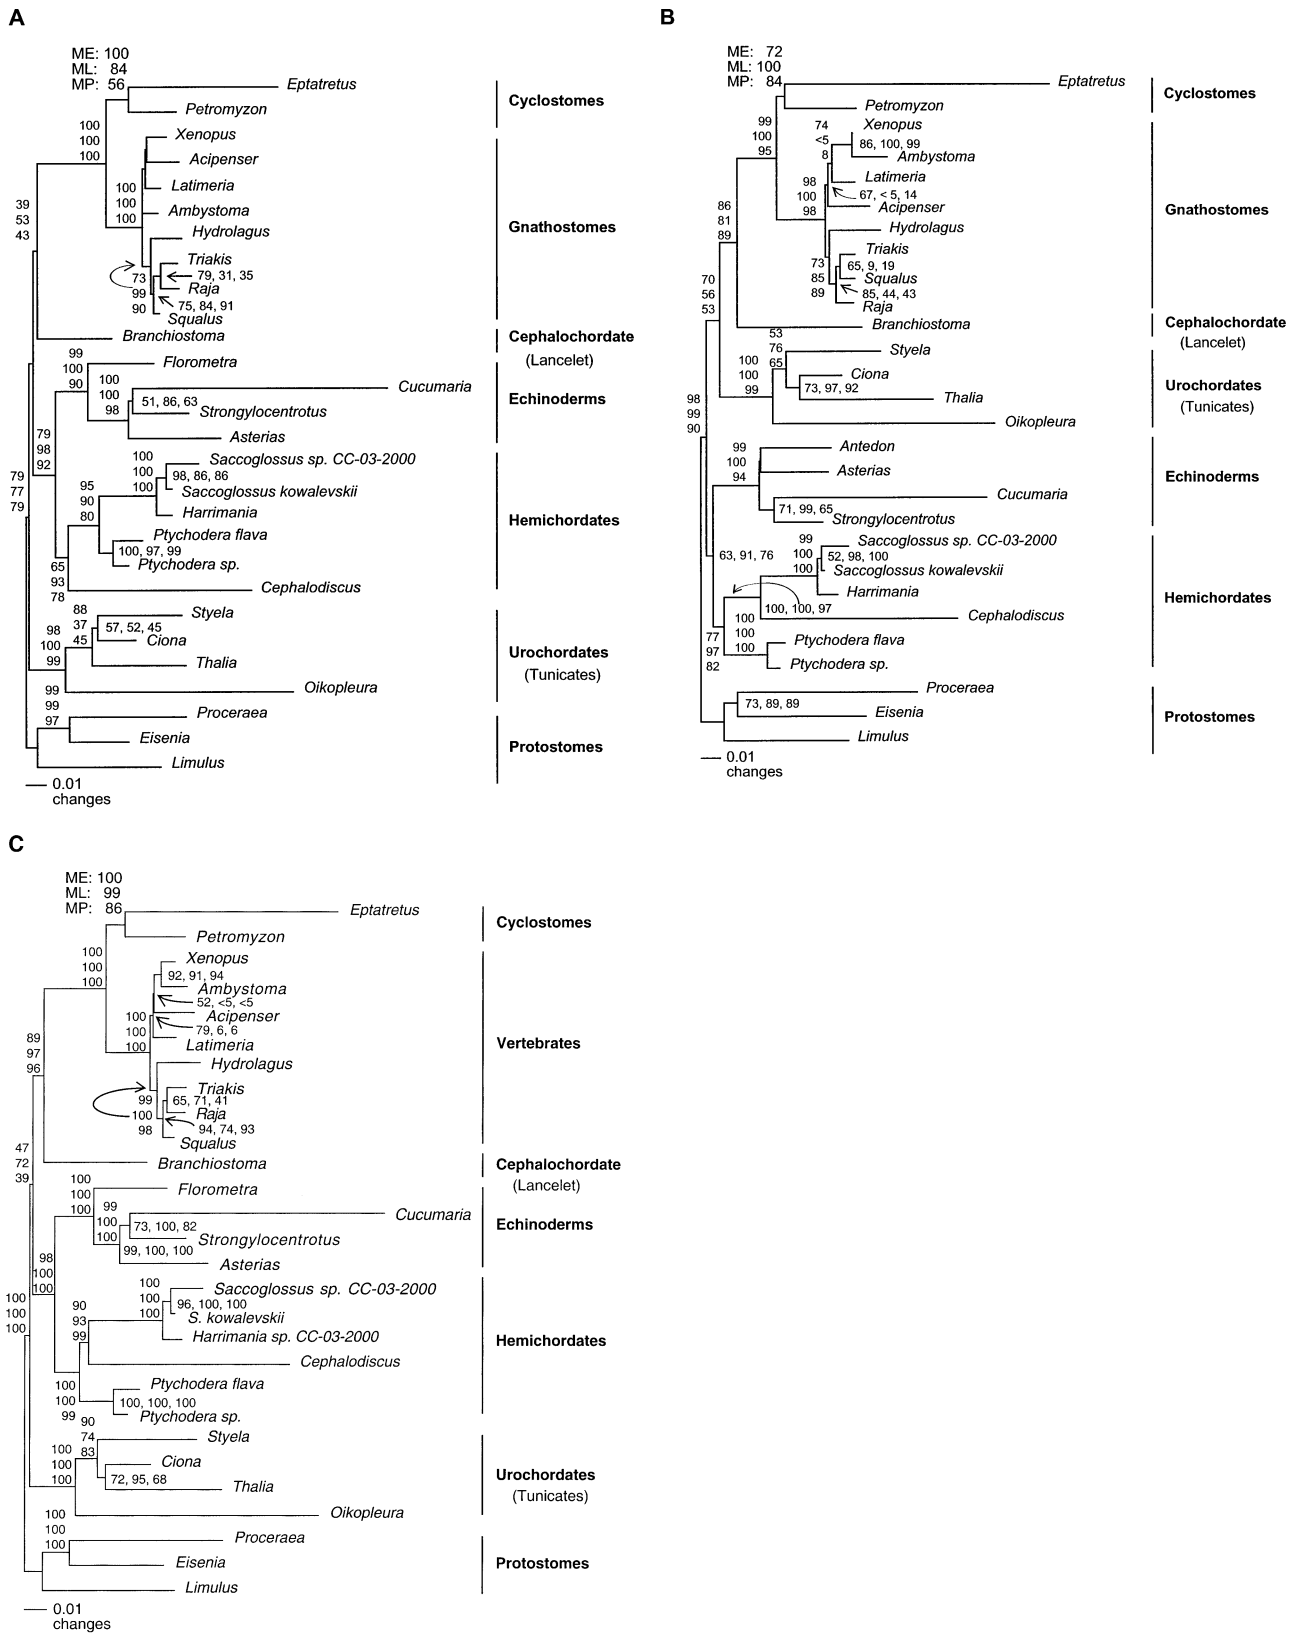 A
ME: 100
ML: 84
MP: 56
Eptatretus
Petromyzon
Cyclostomes
100
100
100
Xenopus
Acipenser
Latimeria
100
100
100
Ambystoma
Hydrolagus
Gnathostomes
39
53
43
Triakis
79, 31, 35
Raja
73
99
90
75, 84, 91
Squalus
Branchiostoma
Cephalochordate
(Lancelet)
99
100
90
Florometra
100
100
98
Cucumaria
51, 86, 63
Strongylocentrotus
Asterias
Echinoderms
79
98
92
79
77
79
100
100
100
Saccoglossus sp. CC-03-2000
98, 86, 86
Saccoglossus kowalevskii
95
90
80
Harrimania
Ptychodera flava
100, 97, 99
Ptychodera sp.
65
93
78
Cephalodiscus
Hemichordates
88
37
45
Styela
57, 52, 45
Ciona
98
100
99
Thalia
Oikopleura
Urochordates
(Tunicates)
99
99
97
Proceraea
Eisenia
Limulus
Protostomes
0.01
changes
B
ME: 72
ML: 100
MP: 84
Eptatretus
Petromyzon
Cyclostomes
99
100
95
74
<5
8
Xenopus
86, 100, 99
Ambystoma
Latimeria
98
100
98
67, < 5, 14
Acipenser
Hydrolagus
Gnathostomes
86
81
89
Triakis
65, 9, 19
Squalus
73
85
89
85, 44, 43
Raja
70
56
53
Branchiostoma
Cephalochordate
(Lancelet)
53
76
65
Styela
100
100
99
Ciona
73, 97, 92
Thalia
Oikopleura
Urochordates
(Tunicates)
98
99
90
99
100
94
Antedon
Asterias
Cucumaria
71, 99, 65
Strongylocentrotus
Echinoderms
63, 91, 76
99
100
100
Saccoglossus sp. CC-03-2000
52, 98, 100
Saccoglossus kowalevskii
Harrimania
100, 100, 97
Cephalodiscus
100
100
100
77
97
82
Ptychodera flava
Ptychodera sp.
Hemichordates
Proceraea
73, 89, 89
Eisenia
Limulus
Protostomes
0.01
changes
C
ME: 100
ML: 99
MP: 86
Eptatretus
Petromyzon
Cyclostomes
100
100
100
Xenopus
92, 91, 94
Ambystoma
52, <5, <5
Acipenser
79, 6, 6
100
100
100
Latimeria
Hydrolagus
Vertebrates
89
97
96
Triakis
65, 71, 41
Raja
99
100
98
94, 74, 93
Squalus
Branchiostoma
Cephalochordate
(Lancelet)
47
72
39
100
100
100
Florometra
99
100
100
Cucumaria
73, 100, 82
Strongylocentrotus
99, 100, 100
Asterias
Echinoderms
98
100
100
100
100
100
100
100
100
Saccoglossus sp. CC-03-2000
96, 100, 100
S. kowalevskii
Harrimania sp. CC-03-2000
90
93
99
Cephalodiscus
Hemichordates
100
100
99
Ptychodera flava
100, 100, 100
Ptychodera sp.
90
74
83
Styela
100
100
100
Ciona
72, 95, 68
Thalia
Oikopleura
Urochordates
(Tunicates)
100
100
100
Proceraea
Eisenia
Limulus
Protostomes
0.01
changes